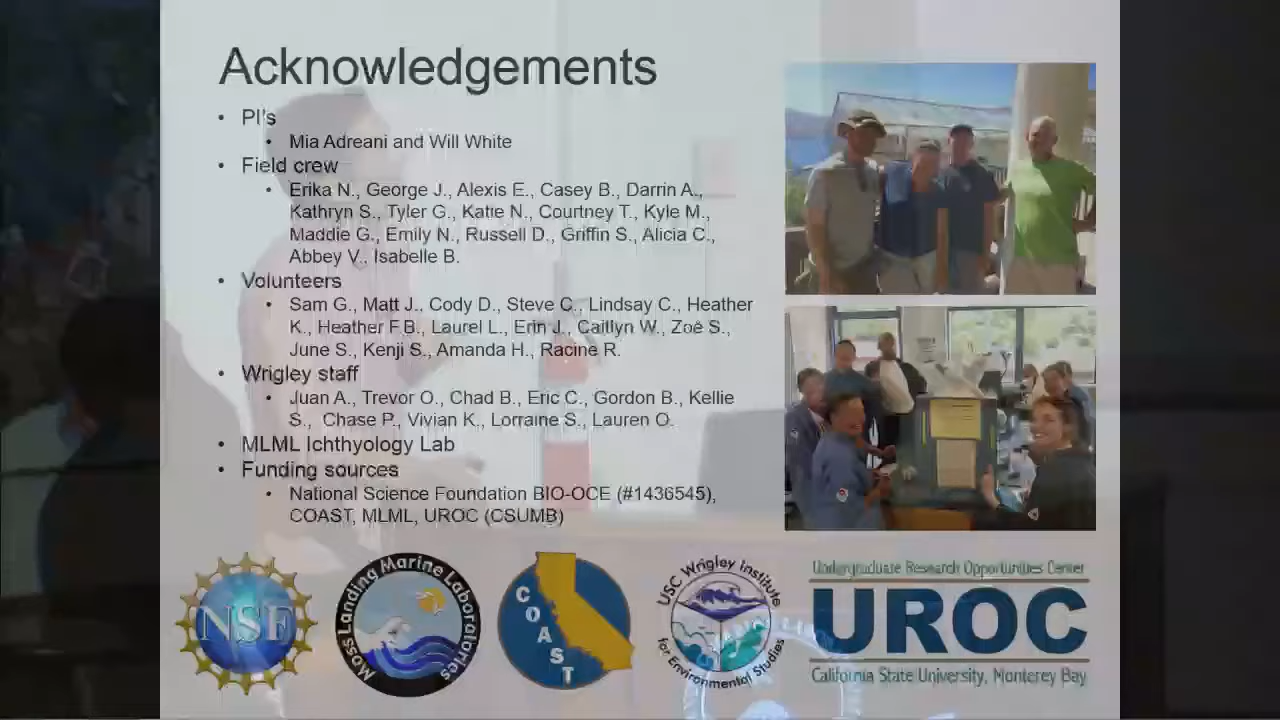 Acknowledgements
• PI's
• Mia Adreani and Will White
• Field crew
• Erika N., George J., Alexis E., Casey B., Darrin A.,
Kathryn S., Tyler G., Katie N., Courtney T., Kyle M.,
Maddie G., Emily N., Russell D., Griffin S., Alicia C.,
Abbey V., Isabelle B.
• Volunteers
• Sam G., Matt J., Cody D., Steve C., Lindsay C., Heather
K., Heather F.B., Laurel L., Erin J., Caitlyn W., Zoë S.,
June S., Kenji S., Amanda H., Racine R.
• Wrigley staff
• Juan A., Trevor O., Chad B., Eric C., Gordon B., Kellie
S., Chase P., Vivian K., Lorraine S., Lauren O.
• MLML Ichthyology Lab
• Funding sources
• National Science Foundation BIO-OCE (#1436545),
COAST, MLML, UROC (CSUMB)
NSF
Moss Landing Marine Laboratories
COAST
USC Wrigley Institute
for Environmental Studies
Undergraduate Research Opportunities Center
UROC
California State University, Monterey Bay